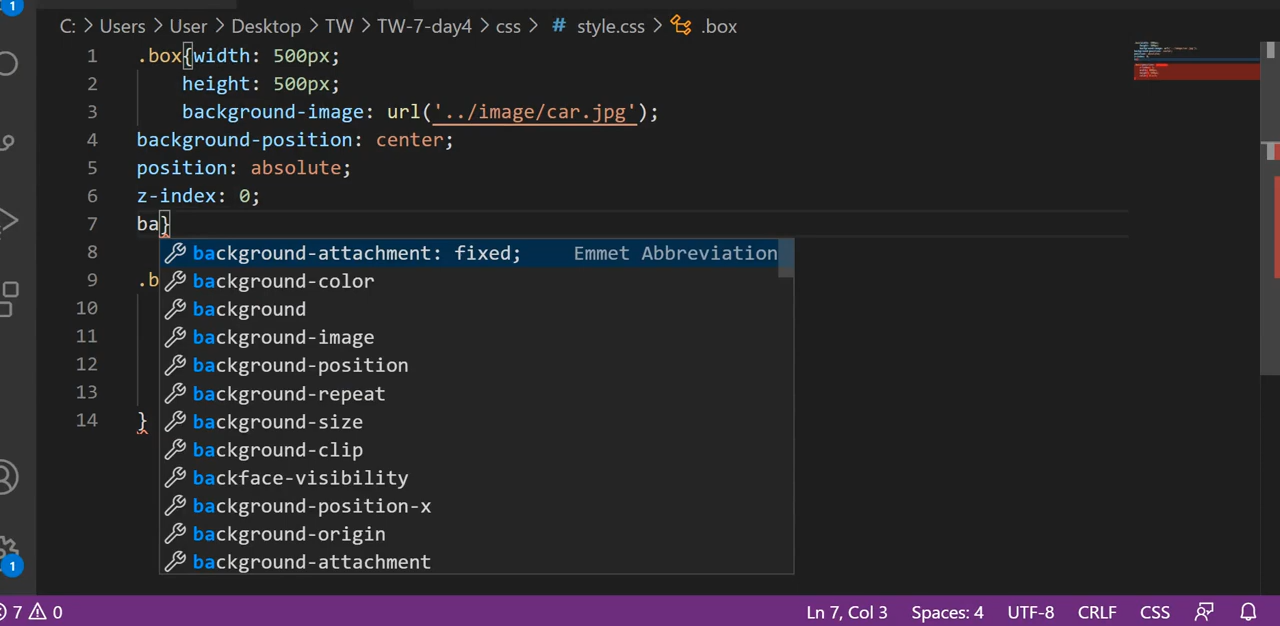 1
C: > Users > User > Desktop > TW > TW-7-day4 > css > # style.css > .box
1 .box{width: 500px;
2 height: 500px;
3 background-image: url('../image/car.jpg');
4 background-position: center;
5 position: absolute;
6 z-index: 0;
7 ba}
8 background-attachment: fixed; Emmet Abbreviation
9 .b background-color
10 background
11 background-image
12 background-position
13 background-repeat
14 } background-size
background-clip
backface-visibility
background-position-x
background-origin
background-attachment
1
7 0 Ln 7, Col 3 Spaces: 4 UTF-8 CRLF CSS